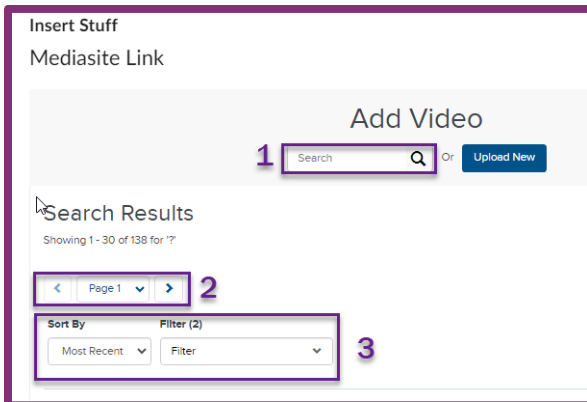 Insert Stuff
Mediasite Link
Add Video
1 Search Or Upload New
Search Results
Showing 1 - 30 of 138 for '?'
Page 1 2
Sort By Filter (2)
Most Recent Filter 3